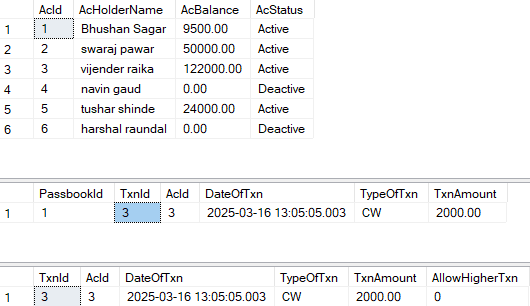 AcId AcHolderName AcBalance AcStatus
1 1 Bhushan Sagar 9500.00 Active
2 2 swaraj pawar 50000.00 Active
3 3 vijender raika 122000.00 Active
4 4 navin gaud 0.00 Deactive
5 5 tushar shinde 24000.00 Active
6 6 harshal raundal 0.00 Deactive
PassbookId TxnId AcId DateOfTxn TypeOfTxn TxnAmount
1 1 3 3 2025-03-16 13:05:05.003 CW 2000.00
TxnId AcId DateOfTxn TypeOfTxn TxnAmount AllowHigherTxn
1 3 3 2025-03-16 13:05:05.003 CW 2000.00 0